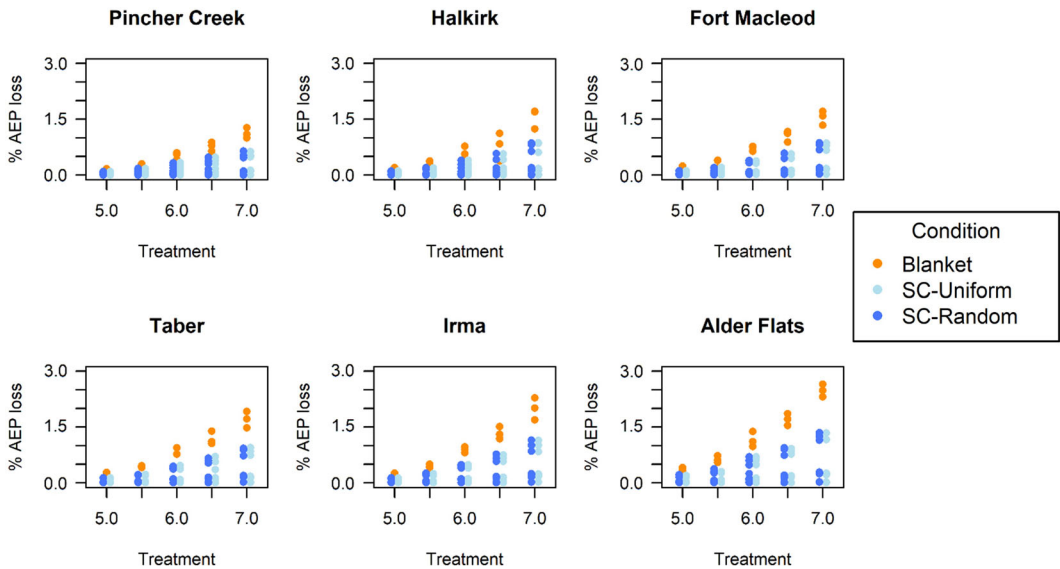 Pincher Creek
Halkirk
Fort Macleod
% AEP loss
3.0
1.5
0.0
5.0 6.0 7.0
Treatment
% AEP loss
3.0
1.5
0.0
5.0 6.0 7.0
Treatment
% AEP loss
3.0
1.5
0.0
5.0 6.0 7.0
Treatment
Condition
Blanket
SC-Uniform
SC-Random
Taber
Irma
Alder Flats
% AEP loss
3.0
1.5
0.0
5.0 6.0 7.0
Treatment
% AEP loss
3.0
1.5
0.0
5.0 6.0 7.0
Treatment
% AEP loss
3.0
1.5
0.0
5.0 6.0 7.0
Treatment